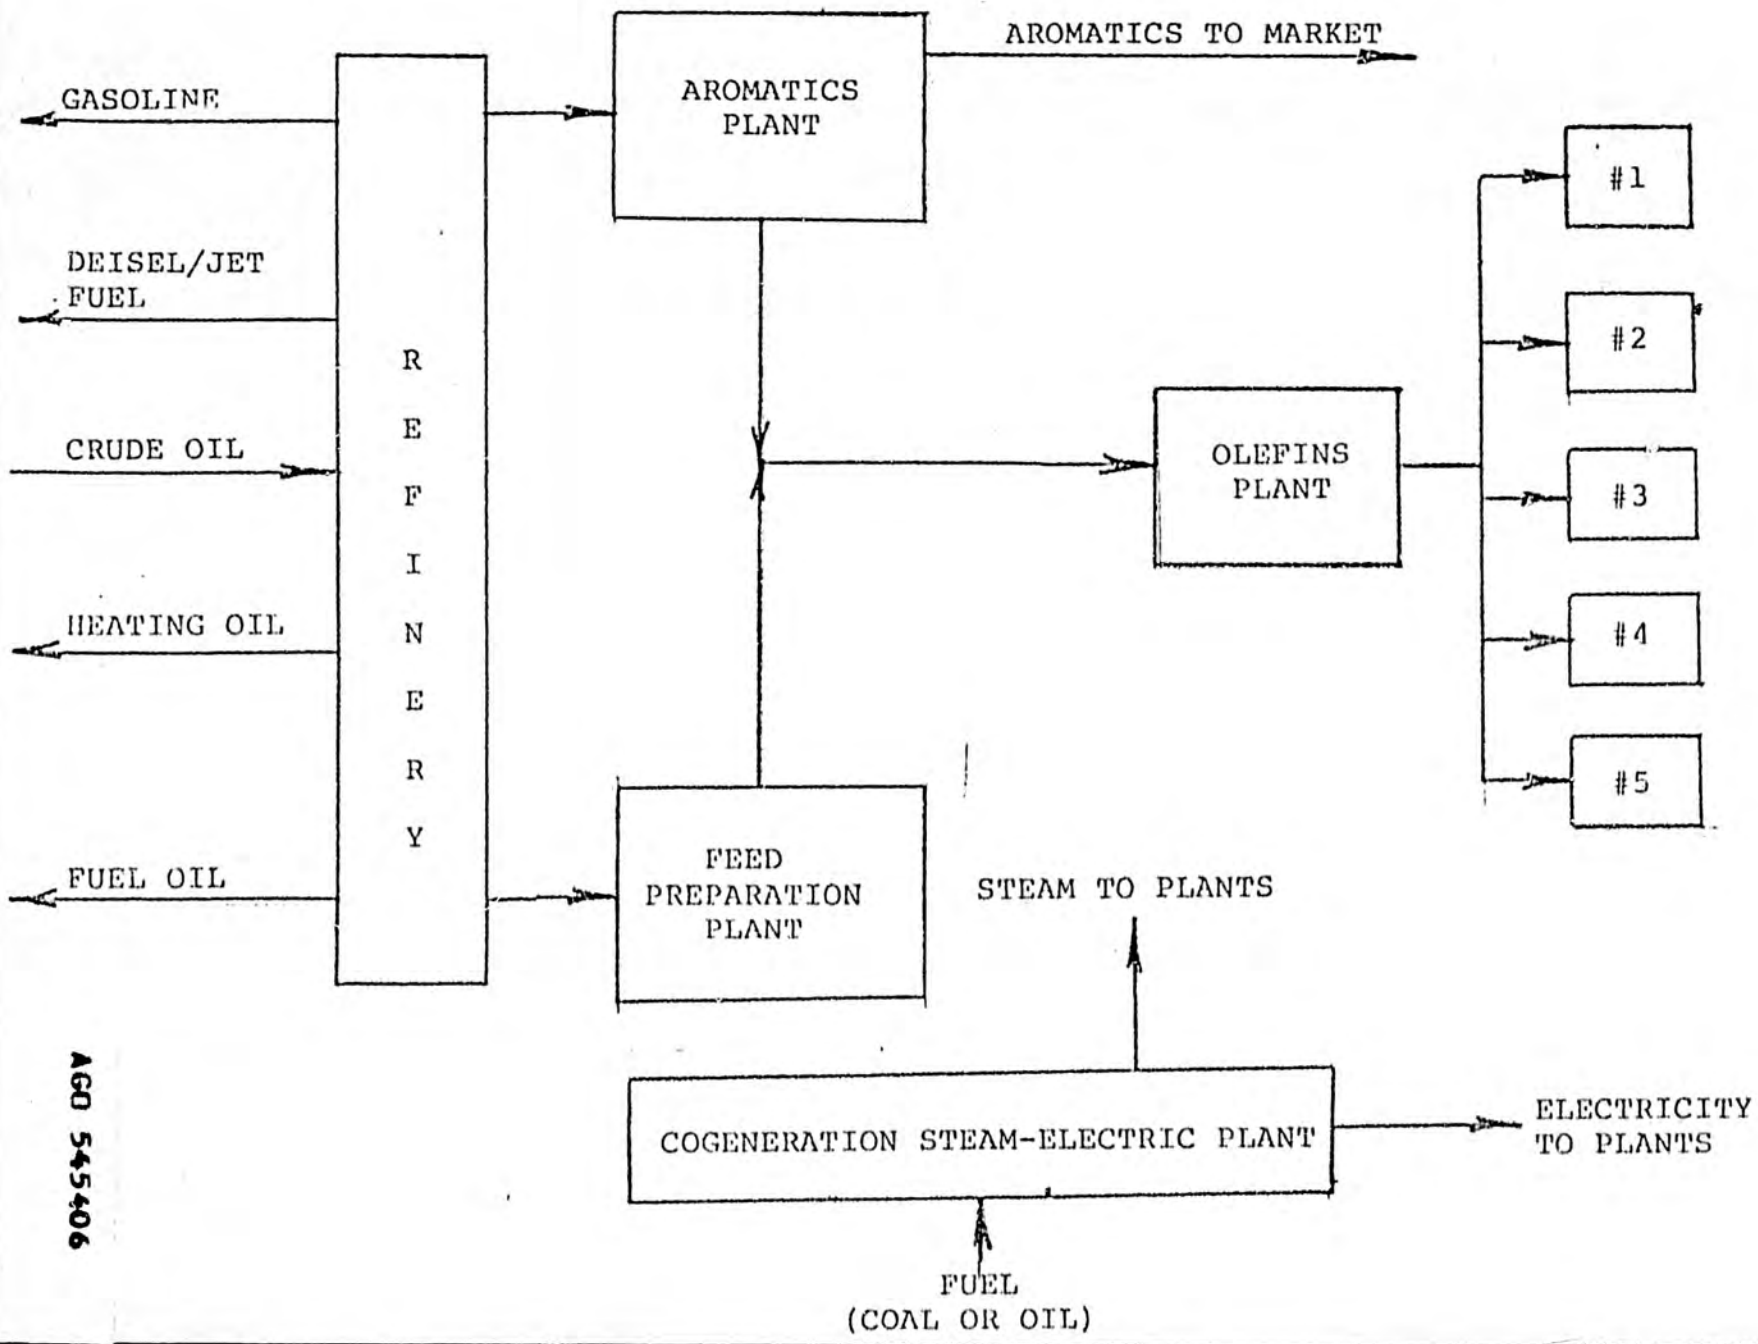 AROMATICS TO MARKET
AROMATICS
PLANT
GASOLINE
#1
DEISEL/JET
FUEL
#2
REFINERY
CRUDE OIL
OLEFINS
PLANT
#3
HEATING OIL
#4
#5
FUEL OIL
FEED
PREPARATION
PLANT
STEAM TO PLANTS
COGENERATION STEAM-ELECTRIC PLANT
ELECTRICITY
TO PLANTS
FUEL
(COAL OR OIL)
AGO 545406